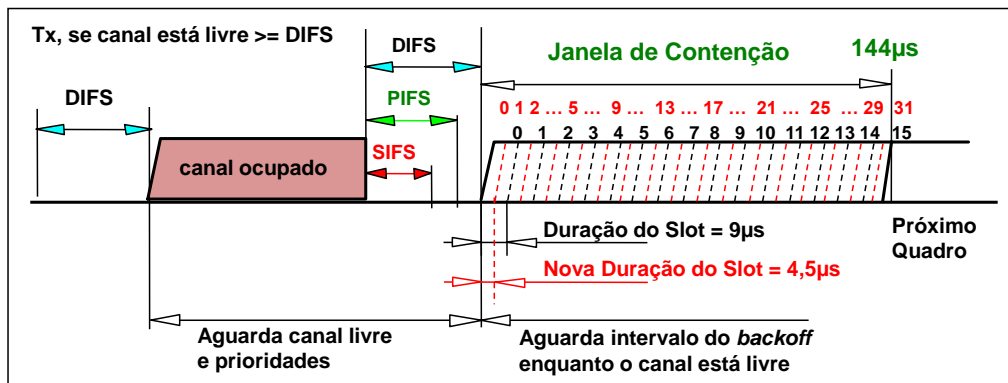 Tx, se canal está livre >= DIFS
DIFS
DIFS
PIFS
SIFS
canal ocupado
Janela de Contenção
144µs
0 1 2 ... 5 ... 9 ... 13 ... 17 ... 21 ... 25 ... 29 31
0 1 2 3 4 5 6 7 8 9 10 11 12 13 14 15
Duração do Slot = 9µs
Nova Duração do Slot = 4,5µs
Próximo
Quadro
Aguarda canal livre
e prioridades
Aguarda intervalo do backoff
enquanto o canal está livre